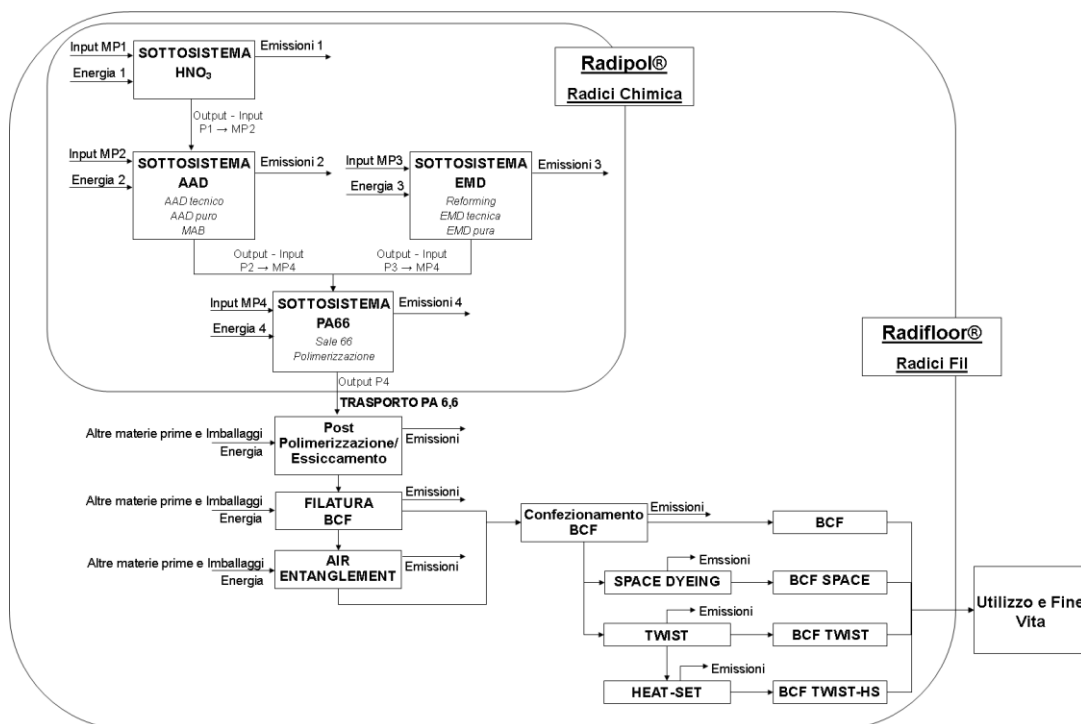 Input MP1
Energia 1
SOTTOSISTEMA
HNO₃
Emissioni 1
Radipol®
Radici Chimica
Output - Input
P1 → MP2
Input MP2
Energia 2
SOTTOSISTEMA
AAD
AAD tecnico
AAD puro
MAB
Emissioni 2
Input MP3
Energia 3
SOTTOSISTEMA
EMD
Reforming
EMD tecnica
EMD pura
Emissioni 3
Output - Input
P2 → MP4
Output - Input
P3 → MP4
Input MP4
Energia 4
SOTTOSISTEMA
PA66
Sale 66
Polimerizzazione
Emissioni 4
Radifloor®
Radici Fil
Output P4
TRASPORTO PA 6,6
Altre materie prime e Imballaggi
Energia
Post
Polimerizzazione/
Essiccamento
Emissioni
Altre materie prime e Imballaggi
Energia
FILATURA
BCF
Emissioni
Altre materie prime e Imballaggi
Energia
AIR
ENTANGLEMENT
Emissioni
Confezionamento
BCF
Emissioni
BCF
SPACE DYEING
Emssioni
BCF SPACE
TWIST
Emissioni
BCF TWIST
HEAT-SET
Emissioni
BCF TWIST-HS
Utilizzo e Fine
Vita